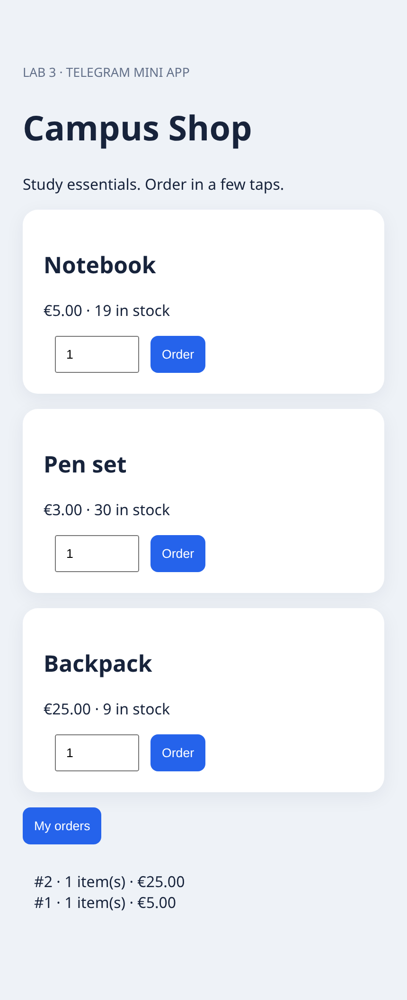 LAB 3 · TELEGRAM MINI APP
Campus Shop
Study essentials. Order in a few taps.
Notebook
€5.00 · 19 in stock
1 Order
Pen set
€3.00 · 30 in stock
1 Order
Backpack
€25.00 · 9 in stock
1 Order
My orders
#2 · 1 item(s) · €25.00
#1 · 1 item(s) · €5.00